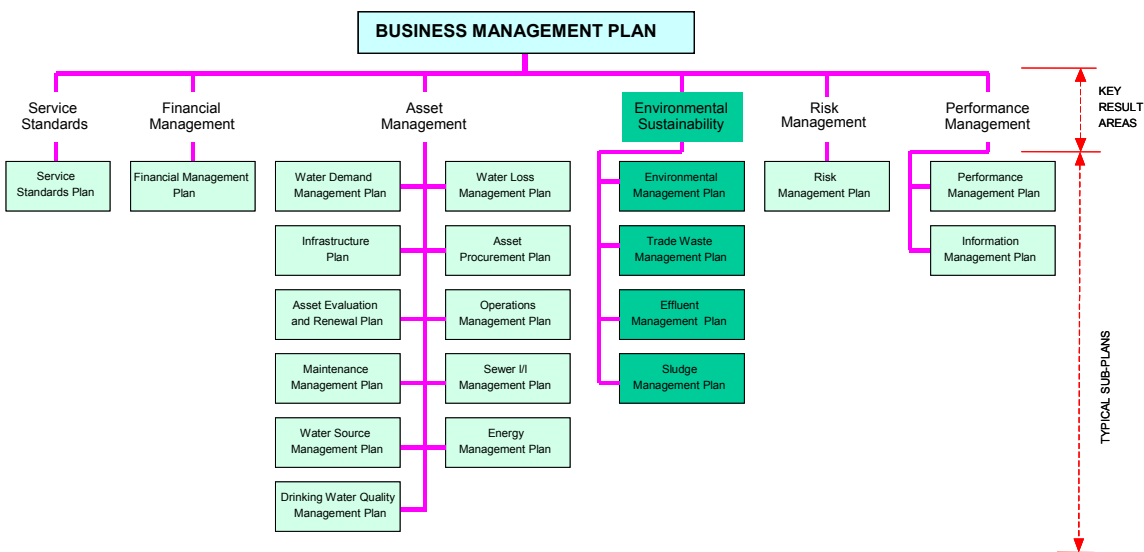 BUSINESS MANAGEMENT PLAN
Service
Standards
Financial
Management
Asset
Management
Environmental
Sustainability
Risk
Management
Performance
Management
KEY
RESULT
AREAS
Service
Standards Plan
Financial Management
Plan
Water Demand
Management Plan
Water Loss
Management Plan
Environmental
Management Plan
Risk
Management Plan
Performance
Management Plan
Infrastructure
Plan
Asset
Procurement Plan
Trade Waste
Management Plan
Information
Management Plan
Asset Evaluation
and Renewal Plan
Operations
Management Plan
Effluent
Management Plan
Maintenance
Management Plan
Sewer I/I
Management Plan
Sludge
Management Plan
Water Source
Management Plan
Energy
Management Plan
Drinking Water Quality
Management Plan
TYPICAL SUB-PLANS